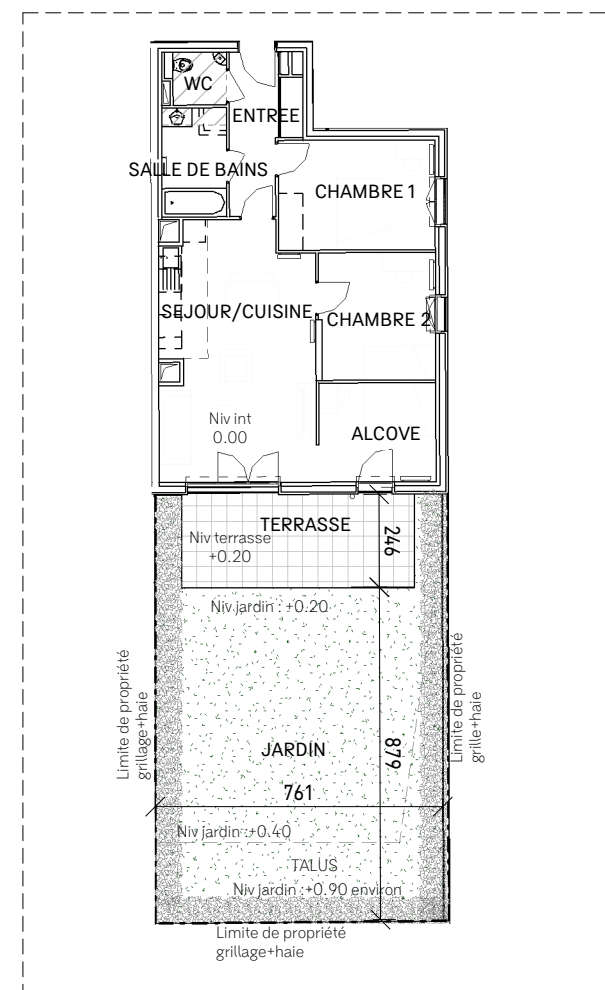 WC
ENTREE
SALLE DE BAINS
CHAMBRE 1
SEJOUR/CUISINE
CHAMBRE 2
Niv int
0.00
ALCOVE
TERRASSE
Niv terrasse
+0.20
246
Niv jardin : +0.20
Limite de propriété
grillage+haie
Limite de propriété
grille+haie
JARDIN
879
761
Niv jardin :+0.40
TALUS
Niv jardin :+0.90 environ
Limite de propriété
grillage+haie